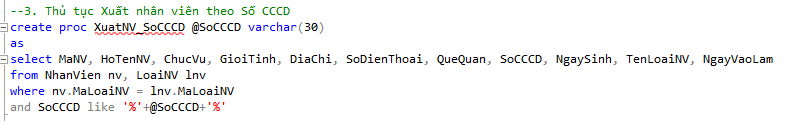 --3. Thủ tục Xuất nhân viên theo Số CCCD
create proc XuatNV_SoCCCD @SoCCCD varchar(30)
as
select MaNV, HoTenNV, ChucVu, GioiTinh, DiaChi, SoDienThoai, QueQuan, SoCCCD, NgaySinh, TenLoaiNV, NgayVaoLam
from NhanVien nv, LoaiNV lnv
where nv.MaLoaiNV = lnv.MaLoaiNV
and SoCCCD like '%'+@SoCCCD+'%'